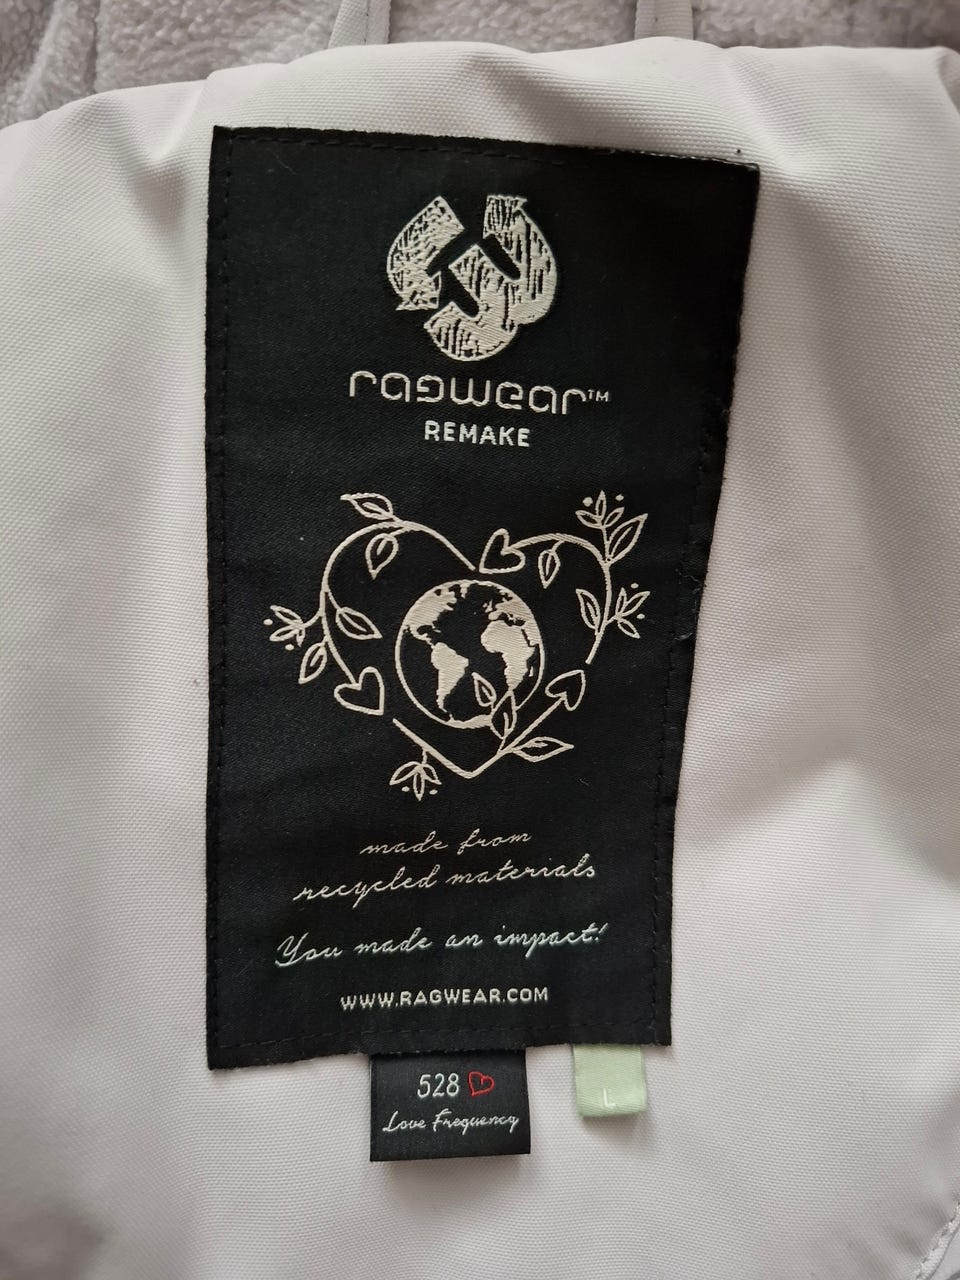 ragwear™
REMAKE
made from
recycled materials
You made an impact!
WWW.RAGWEAR.COM
528
Love Frequency
L